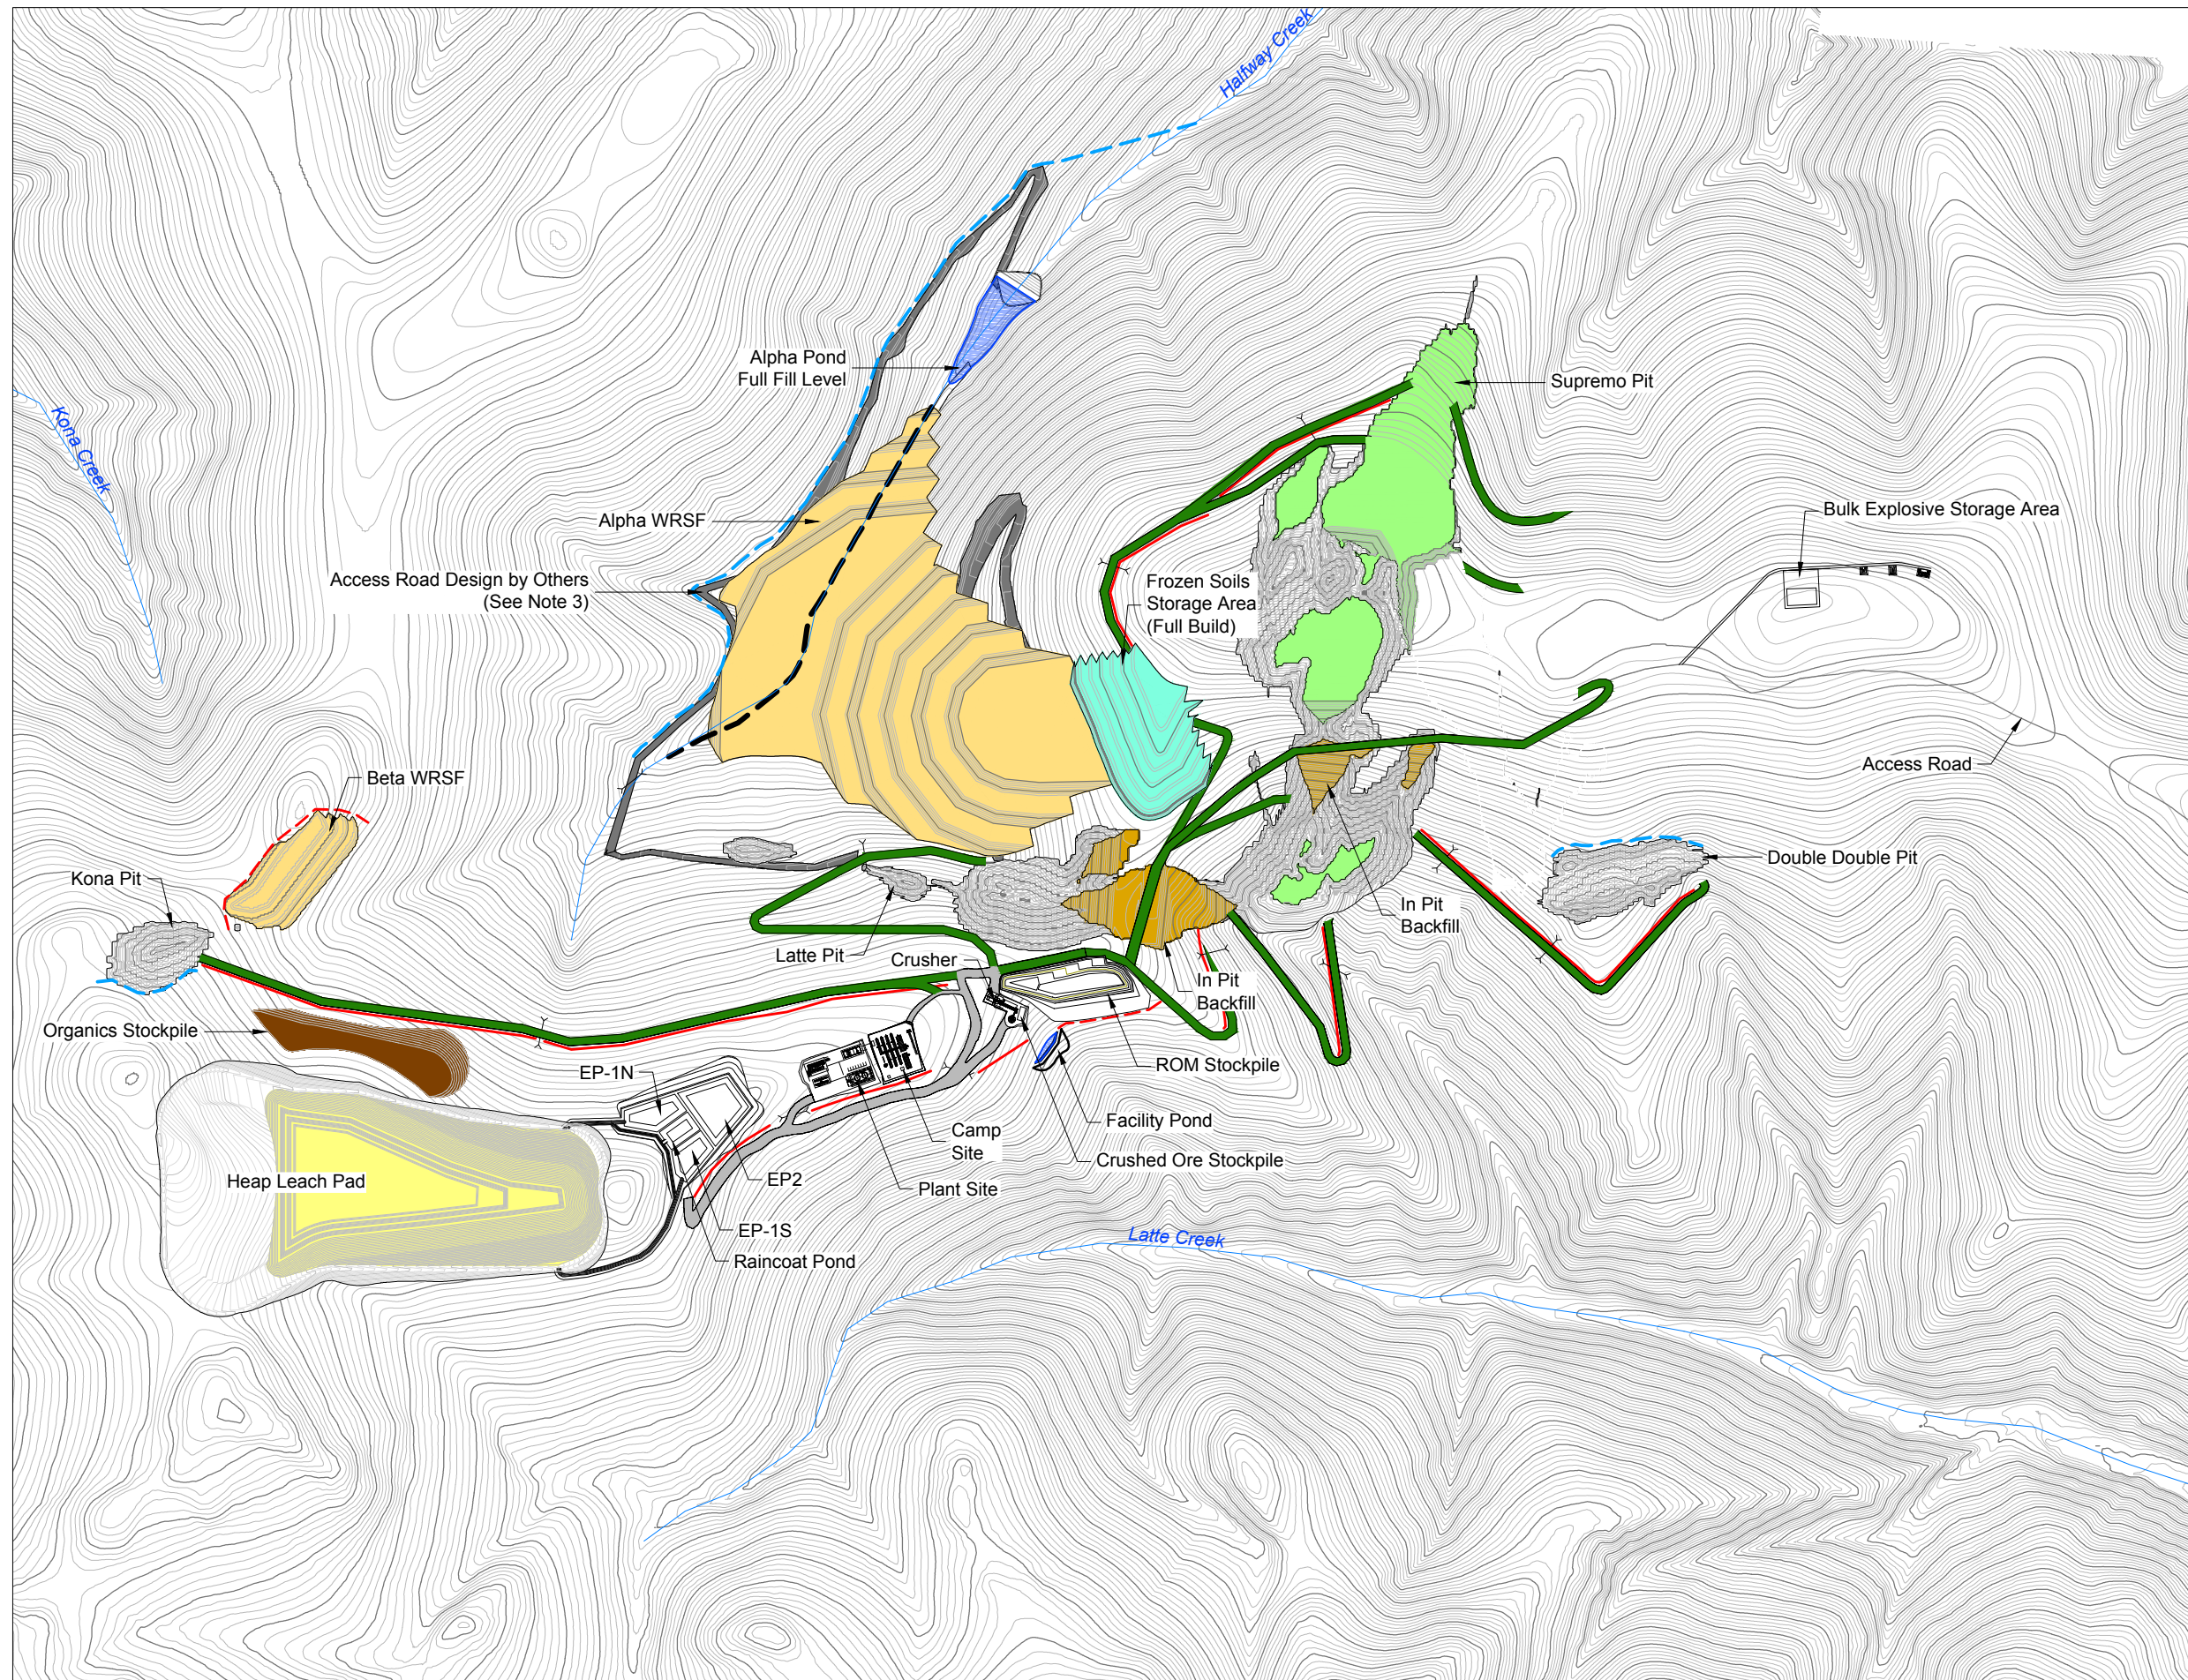 Halfway Creek
Alpha Pond
Full Fill Level
Supremo Pit
Kona Creek
Alpha WRSF
Bulk Explosive Storage Area
Access Road Design by Others
(See Note 3)
Frozen Soils
Storage Area
(Full Build)
Beta WRSF
Access Road
Kona Pit
Double Double Pit
In Pit
Backfill
Latte Pit
Crusher
In Pit
Backfill
Organics Stockpile
EP-1N
ROM Stockpile
Facility Pond
Camp
Site
Crushed Ore Stockpile
Heap Leach Pad
EP2
Plant Site
EP-1S
Raincoat Pond
Latte Creek